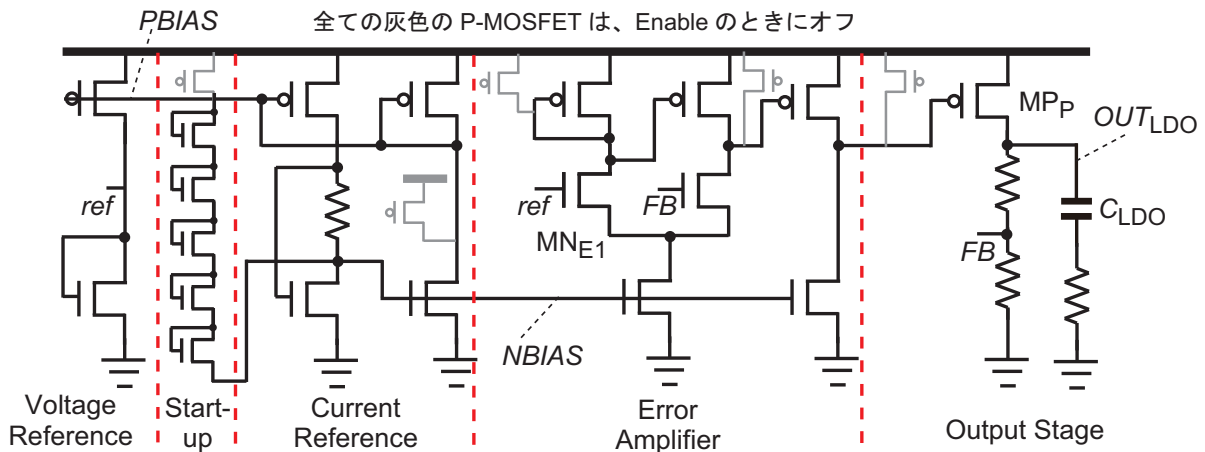 PBIAS
全ての灰色の P-MOSFET は、Enable のときにオフ
MPP
OUTLDO
ref
ref
FB
CLDO
MNE1
FB
NBIAS
Voltage
Reference
Start-
up
Current
Reference
Error
Amplifier
Output Stage